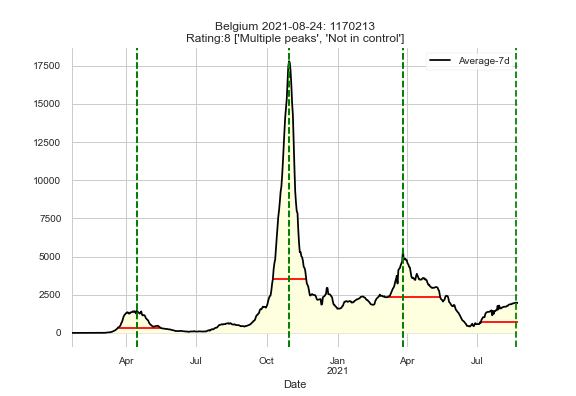 Belgium 2021-08-24: 1170213
Rating:8 ['Multiple peaks', 'Not in control']
Average-7d
17500
15000
12500
10000
7500
5000
2500
0
Apr Jul Oct Jan Apr Jul
2021
Date